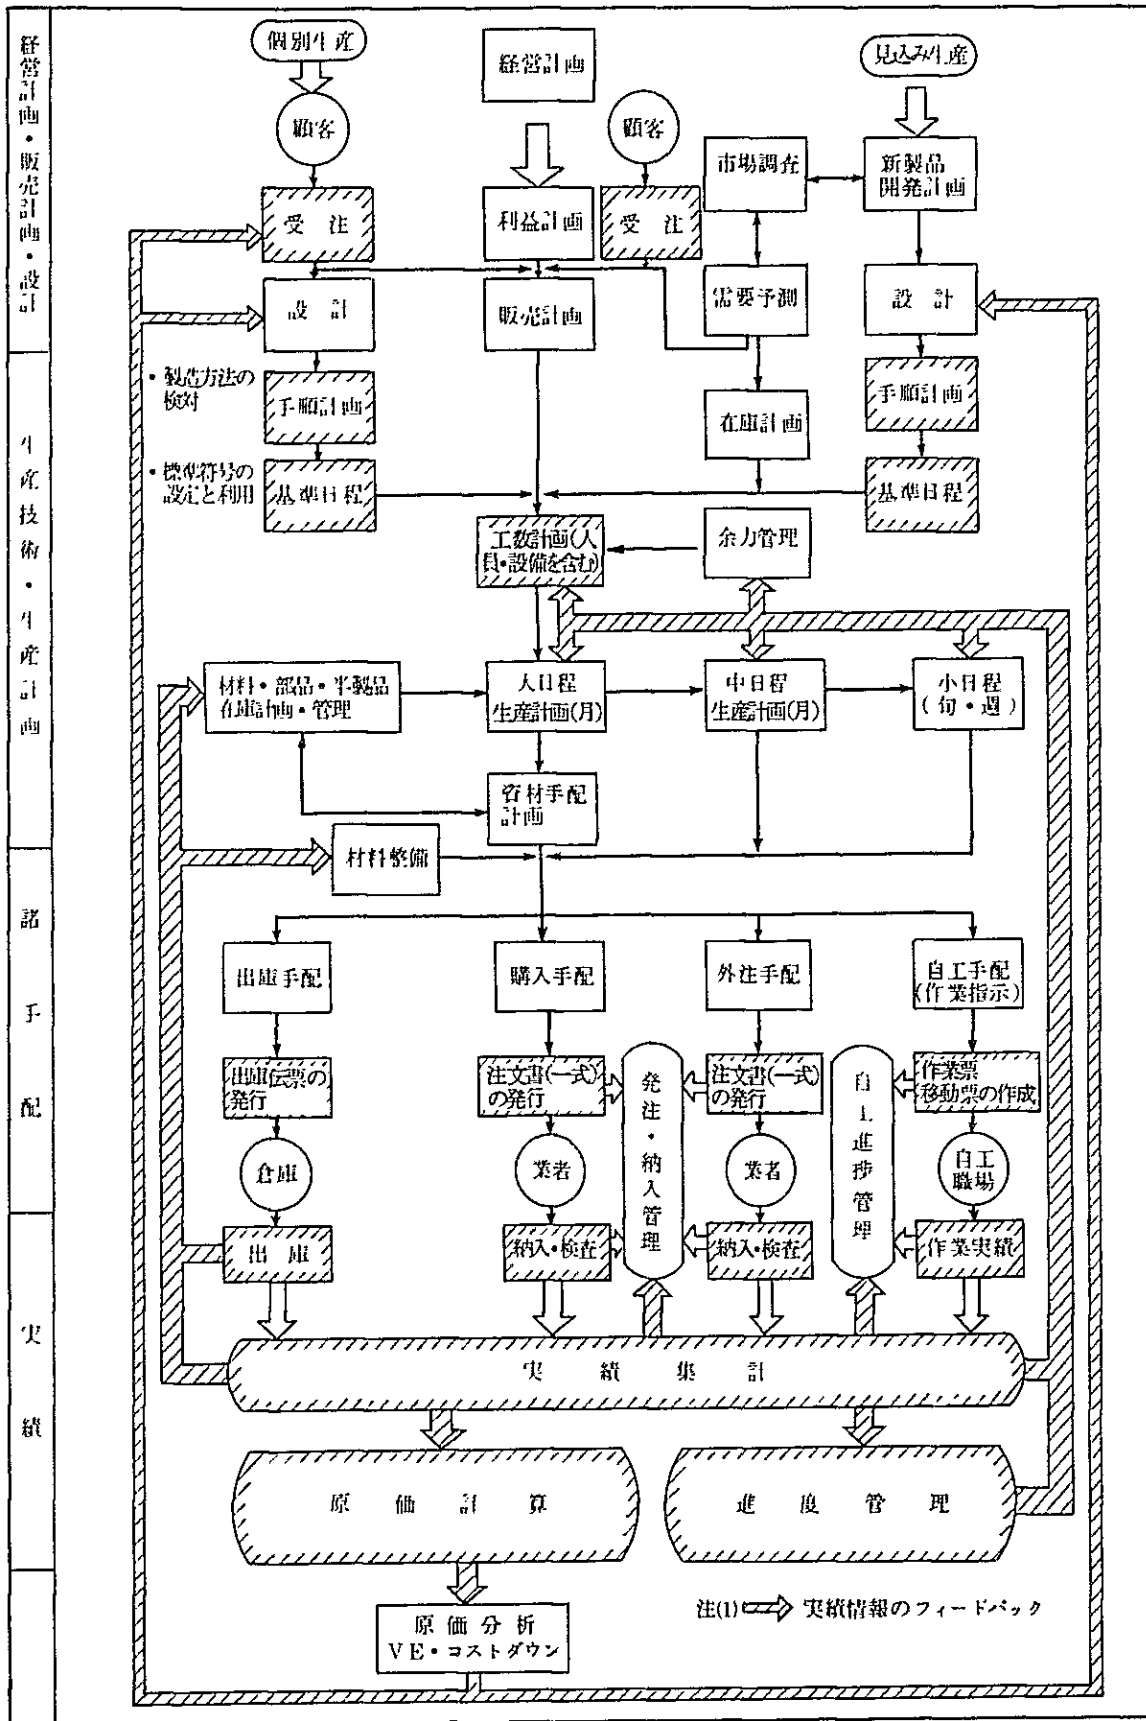 経営計画・販売計画・設計
個別生産
経営計画
見込み生産
顧客
顧客
市場調査
新製品
開発計画
受注
利益計画
受注
設計
販売計画
需要予測
設計
・製造方法の
検対
手順計画
在庫計画
手順計画
生産技術・生産計画
・標準符号の
設定と利用
基準日程
基準日程
工数計画(人
員・設備を含む)
余力管理
材料・部品・半製品
在庫計画・管理
大日程
生産計画(月)
中日程
生産計画(月)
小日程
(旬・週)
資材手配
計画
材料整備
諸手配
出庫手配
購入手配
外注手配
自工手配
(作業指示)
出庫伝票の
発行
注文書(一式)
の発行
発注・納入管理
注文書(一式)
の発行
自工進捗管理
作業票
移動票の作成
倉庫
業者
業者
自工
職場
実績
出庫
納入・検査
納入・検査
作業実績
実績集計
原価計算
進度管理
原価分析
VE・コストダウン
注(1) 実績情報のフィードバック